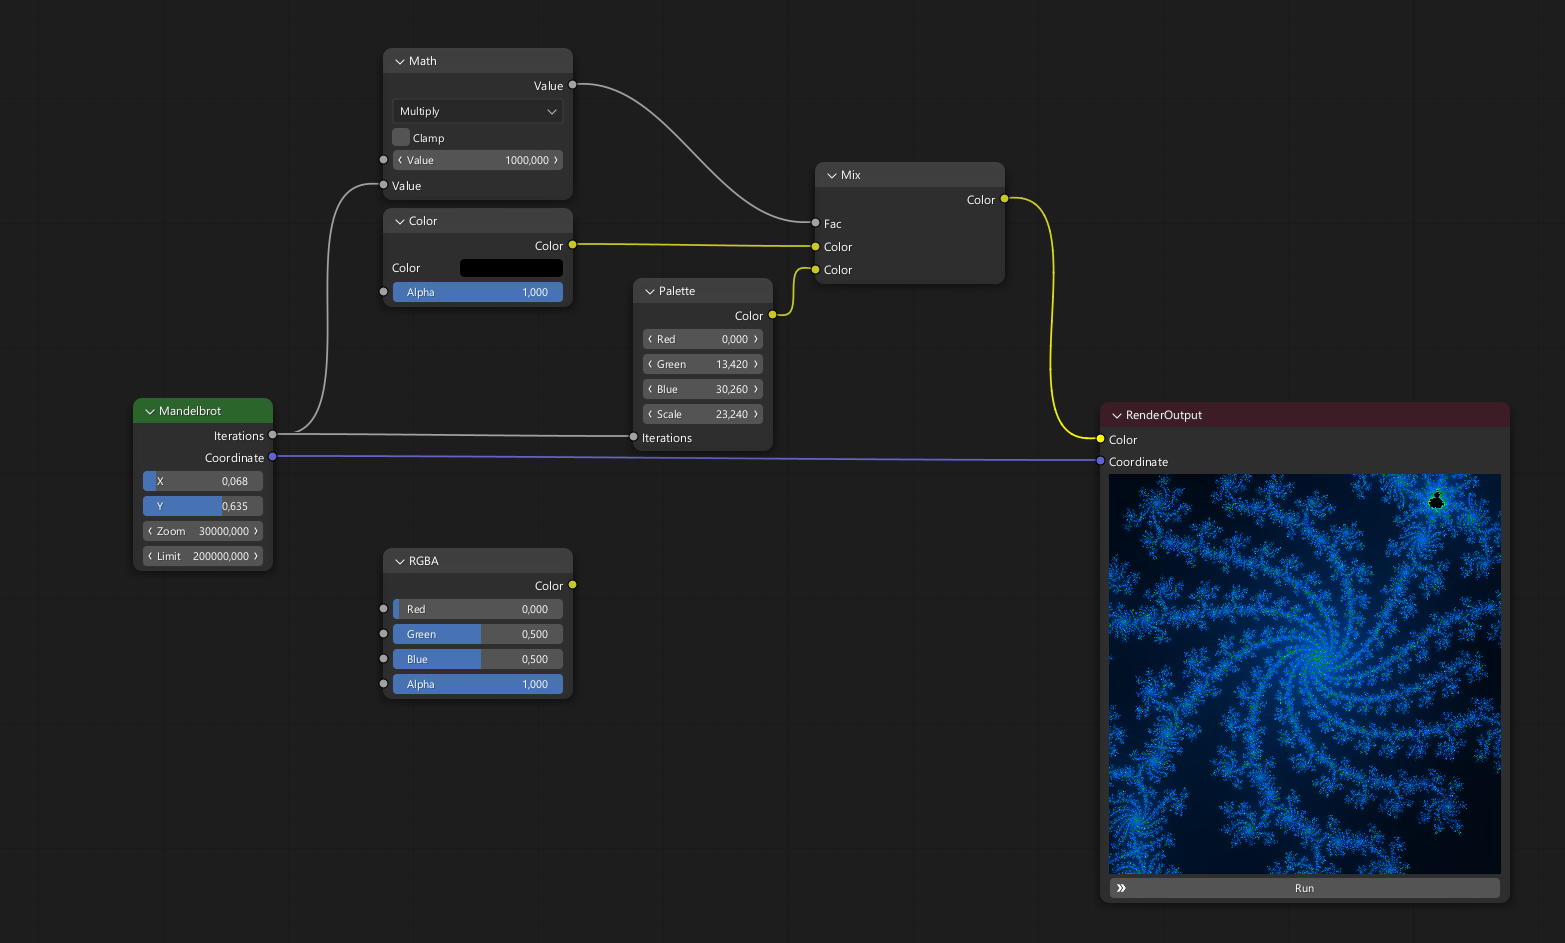 Math
Value
Multiply
Clamp
Value 1000,000
Value
Color
Color
Color
Alpha 1,000
Mix
Color
Fac
Color
Color
Palette
Color
Red 0,000
Green 13,420
Blue 30,260
Scale 23,240
Iterations
Mandelbrot
Iterations
Coordinate
X 0,068
Y 0,635
Zoom 30000,000
Limit 200000,000
RGBA
Color
Red 0,000
Green 0,500
Blue 0,500
Alpha 1,000
RenderOutput
Color
Coordinate
Run